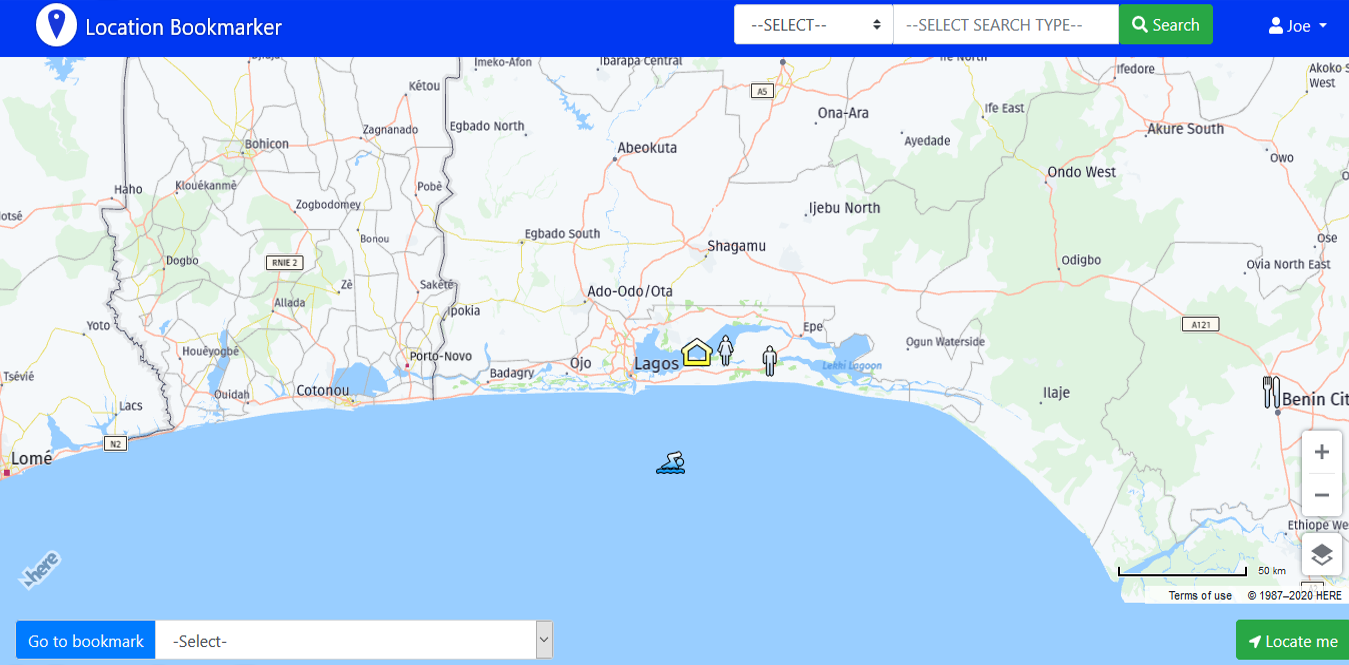 Location Bookmarker
--SELECT--
--SELECT SEARCH TYPE--
Search
Joe
Imeko-Afon
Ibarapa Central
Ifedore
Akoko S
West
Kétou
A5
Ife East
Ona-Ara
Zagnanado
Egbado North
Akure South
Bohicon
Abeokuta
Ayedade
Owo
Ondo West
Haho
Klouékanmè
Pobè
Zogbodomey
Ijebu North
otsé
Bonou
Egbado South
Shagamu
Ose
Dogbo
RNIE 2
Odigbo
Ovia North East
Zè
Sakété
Ado-Odo/Ota
Allada
Ipokia
Yoto
Epe
A121
Houéyogbé
Porto-Novo
Ogun Waterside
Ojo
Lagos
Lekki Lagoon
Tsévié
Badagry
Ouidah
Cotonou
Ilaje
Benin Cit
Lacs
N2
Lomé
+
−
Ethiope We
here
50 km
Terms of use
© 1987–2020 HERE
Go to bookmark
-Select-
Locate me